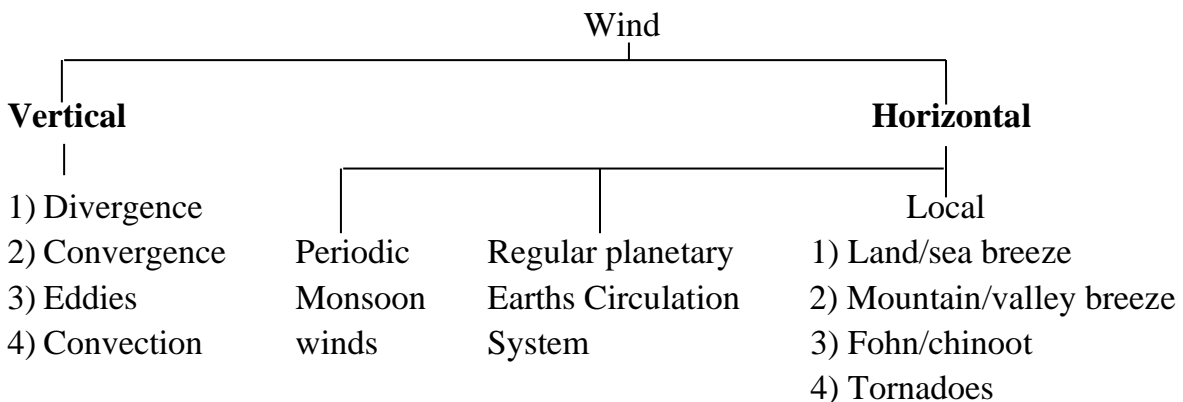 Wind
Vertical
Horizontal
1) Divergence
2) Convergence
3) Eddies
4) Convection
Periodic
Monsoon
winds
Regular planetary
Earths Circulation
System
Local
1) Land/sea breeze
2) Mountain/valley breeze
3) Fohn/chinoot
4) Tornadoes